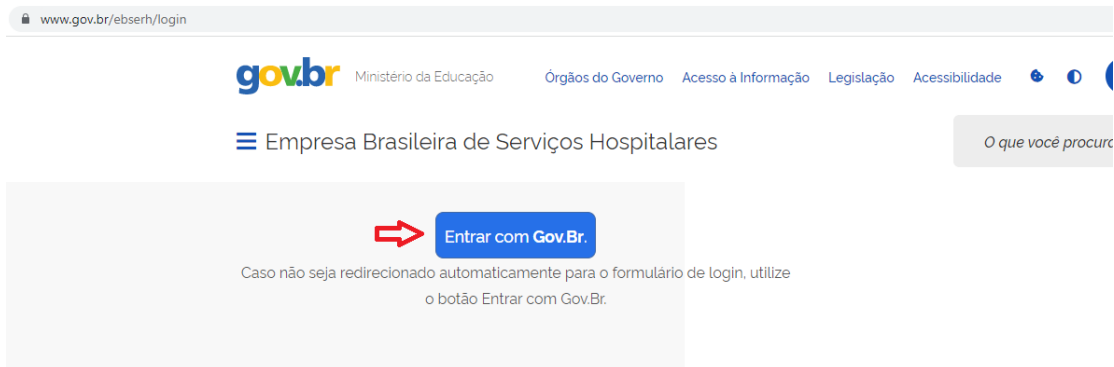 www.gov.br/ebserh/login
gov.br Ministério da Educação Órgãos do Governo Acesso à Informação Legislação Acessibilidade
Empresa Brasileira de Serviços Hospitalares O que você
Entrar com Gov.Br.
Caso não seja redirecionado automaticamente para o formulário de login, utilize
o botão Entrar com Gov.Br.